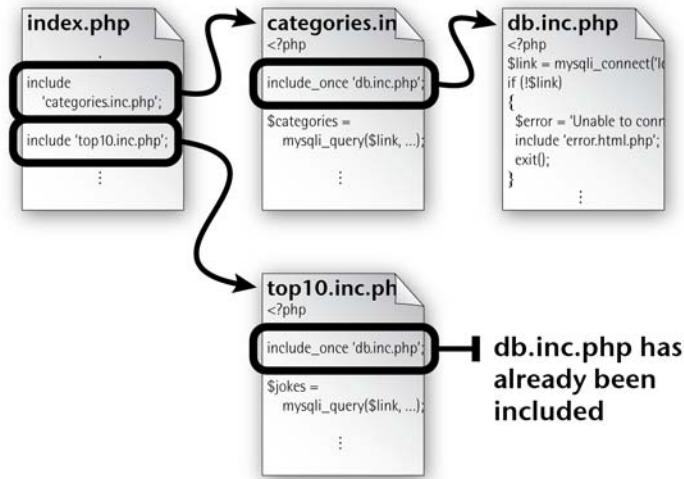 index.php
.
include
'categories.inc.php';
include 'top10.inc.php';
⋮
categories.in
<?php
include_once 'db.inc.php';
$categories =
mysqli_query($link, ...);
⋮
db.inc.php
<?php
$link = mysqli_connect('lo
if (!$link)
{
$error = 'Unable to conn
include 'error.html.php';
exit();
}
⋮
top10.inc.ph
<?php
include_once 'db.inc.php';
$jokes =
mysqli_query($link, ...);
⋮
db.inc.php has
already been
included